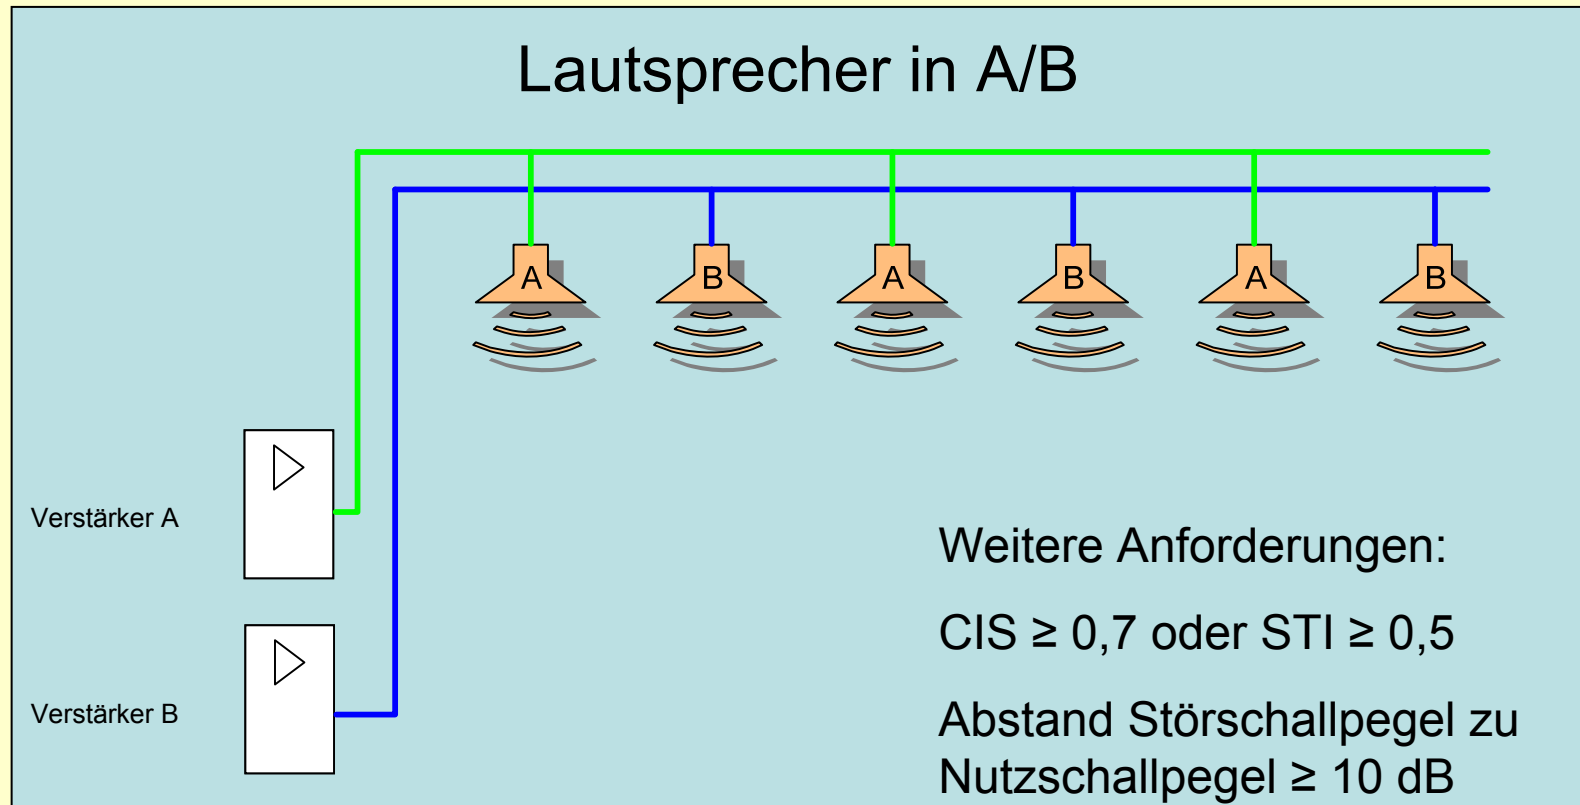 Lautsprecher in A/B
A B A B A B
Verstärker A
Verstärker B
Weitere Anforderungen:
CIS ≥ 0,7 oder STI ≥ 0,5
Abstand Störschallpegel zu
Nutzschallpegel ≥ 10 dB